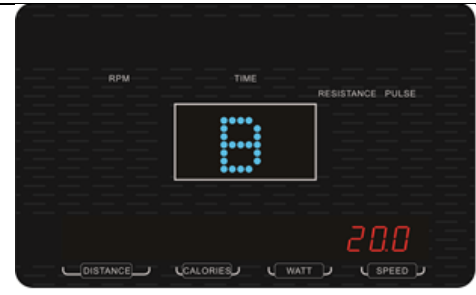 RPM TIME
RESISTANCE PULSE
B
20.0
DISTANCE CALORIES WATT SPEED